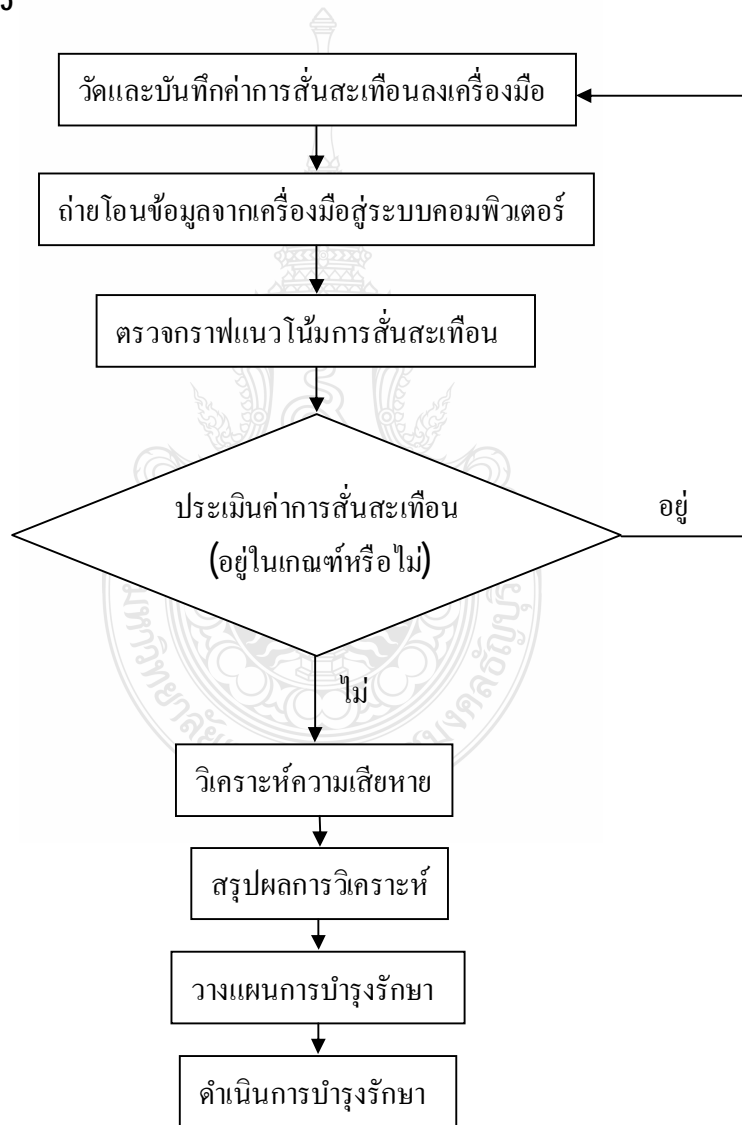 วัดและบันทึกค่าการสั่นสะเทือนลงเครื่องมือ
ถ่ายโอนข้อมูลจากเครื่องมือสู่ระบบคอมพิวเตอร์
ตรวจกราฟแนวโน้มการสั่นสะเทือน
ประเมินค่าการสั่นสะเทือน
(อยู่ในเกณฑ์หรือไม่)
อยู่
ไม่
วิเคราะห์ความเสียหาย
สรุปผลการวิเคราะห์
วางแผนการบำรุงรักษา
ดำเนินการบำรุงรักษา